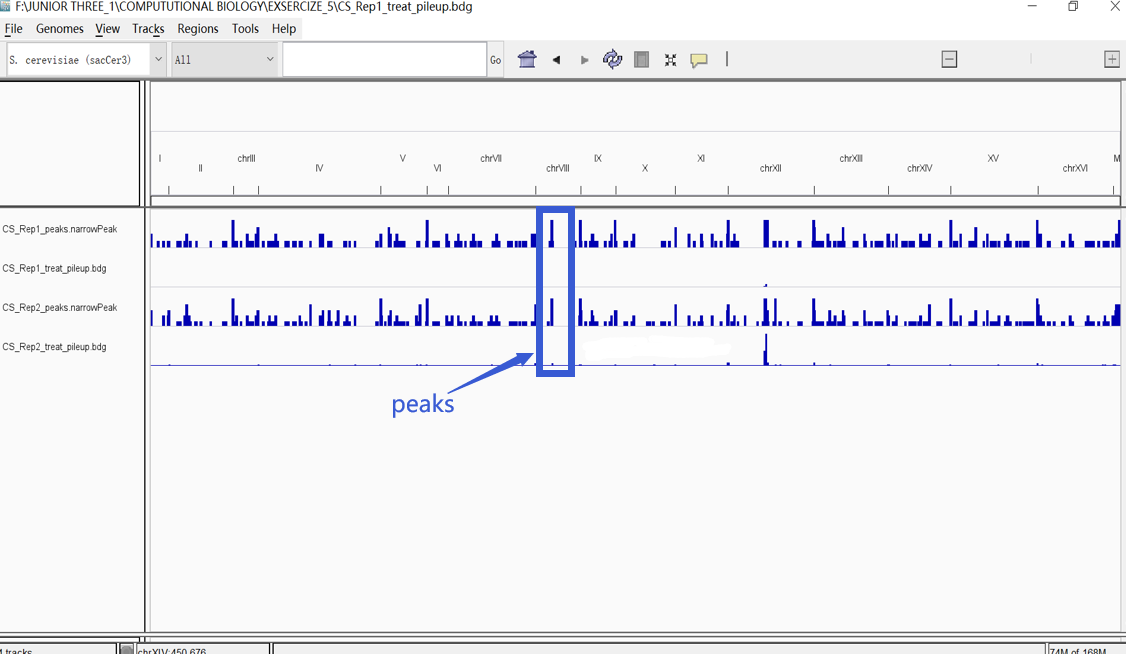 F:\JUNIOR THREE_1\COMPUTUTIONAL BIOLOGY\EXSERCIZE_5\CS_Rep1_treat_pileup.bdg
File Genomes View Tracks Regions Tools Help
S. cerevisiae (sacCer3) All Go
I II chrIII IV V VI chrVII chrVIII IX X XI chrXII chrXIII chrXIV XV chrXVI M
CS_Rep1_peaks.narrowPeak
CS_Rep1_treat_pileup.bdg
CS_Rep2_peaks.narrowPeak
CS_Rep2_treat_pileup.bdg
peaks
tracks chrXIV:450,676 74M of 168M